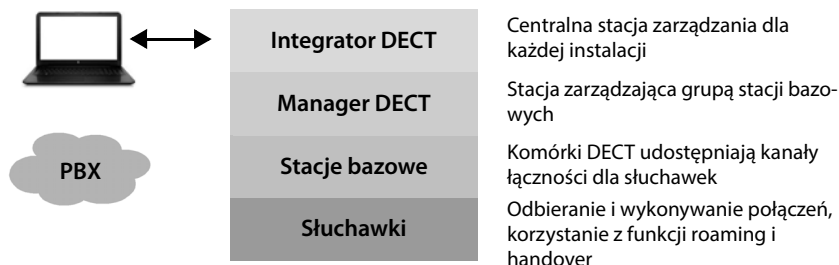 Integrator DECT
Centralna stacja zarządzania dla
każdej instalacji
Manager DECT
Stacja zarządzająca grupą stacji bazo-
wych
PBX
Stacje bazowe
Komórki DECT udostępniają kanały
łączności dla słuchawek
Słuchawki
Odbieranie i wykonywanie połączeń,
korzystanie z funkcji roaming i
handover